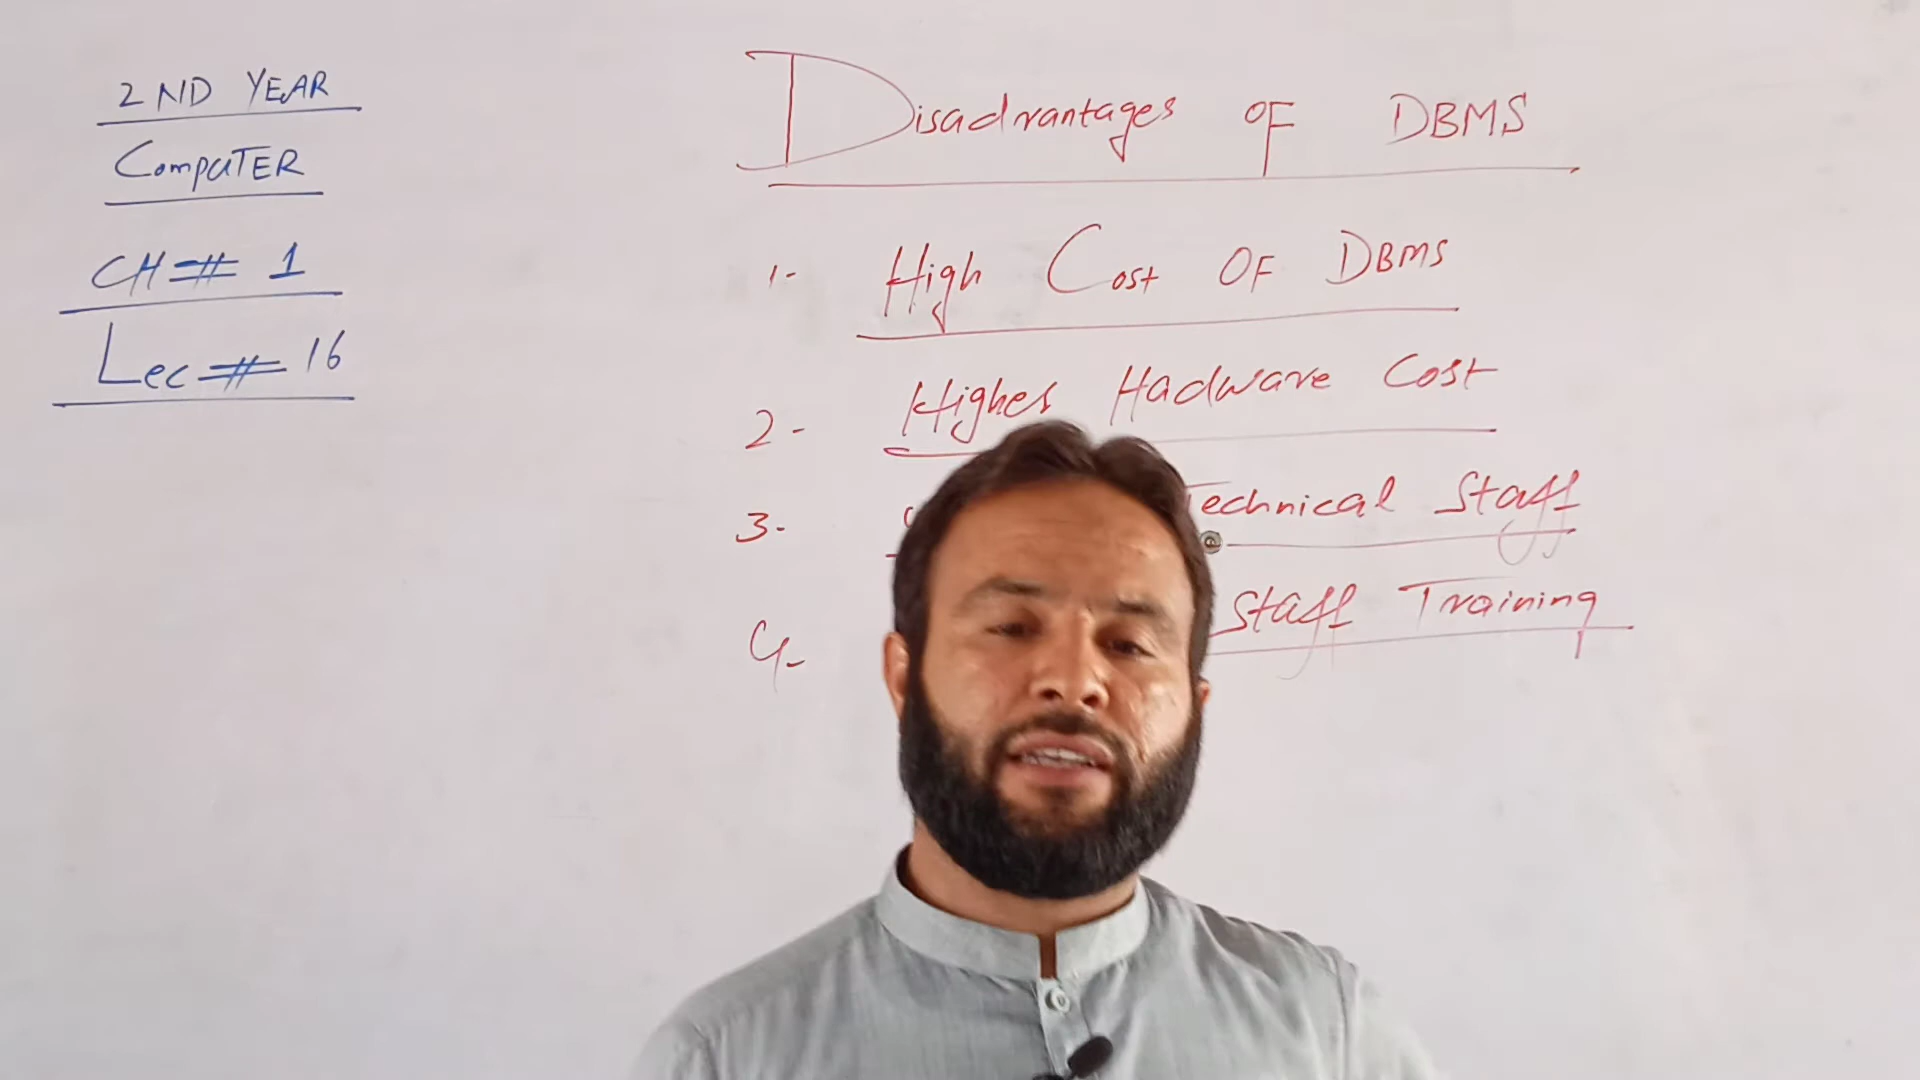 2ND YEAR
COMPUTER
CH # 1
Lec # 16
Disadvantages OF DBMS
1- High Cost OF DBMS
2- Higher Hadware Cost
3- Technical Staff
4- Staff Training